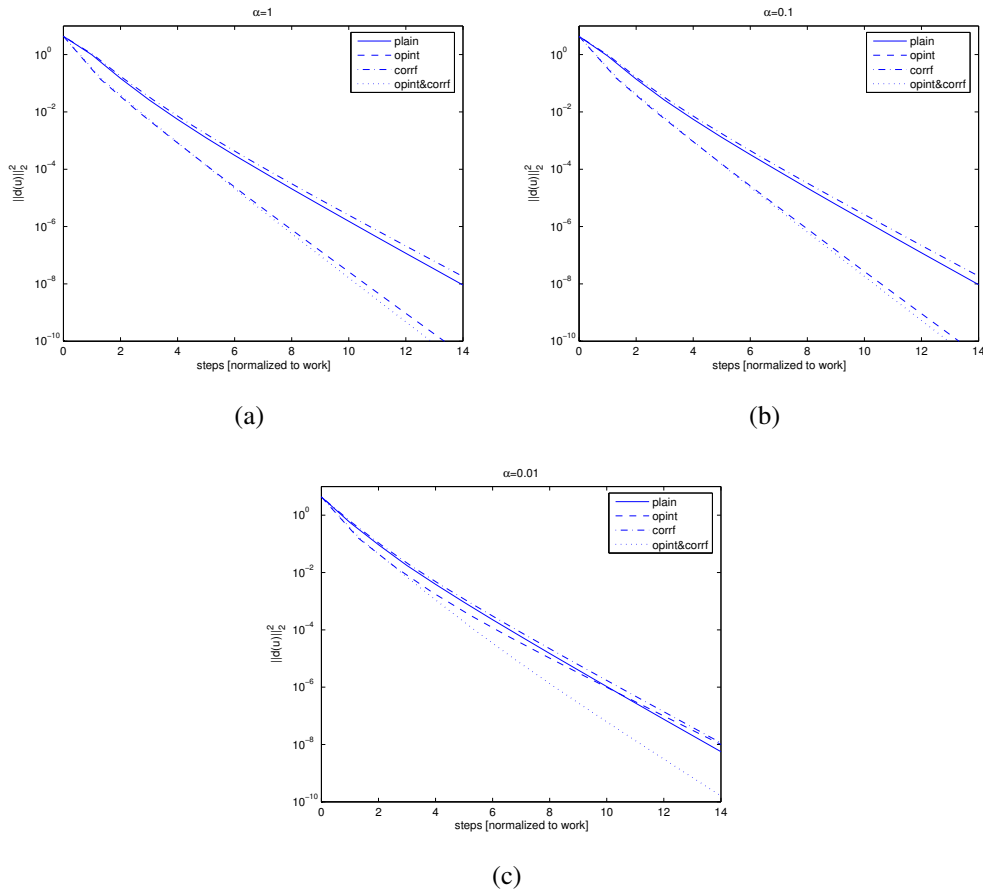 α=1
plain
opint
corrf
opint&corrf
10^0
10^-2
10^-4
10^-6
10^-8
10^-10
||d(u)||_2^2
0 2 4 6 8 10 12 14
steps [normalized to work]
(a)
α=0.1
plain
opint
corrf
opint&corrf
10^0
10^-2
10^-4
10^-6
10^-8
10^-10
||d(u)||_2^2
0 2 4 6 8 10 12 14
steps [normalized to work]
(b)
α=0.01
plain
opint
corrf
opint&corrf
10^0
10^-2
10^-4
10^-6
10^-8
10^-10
||d(u)||_2^2
0 2 4 6 8 10 12 14
steps [normalized to work]
(c)